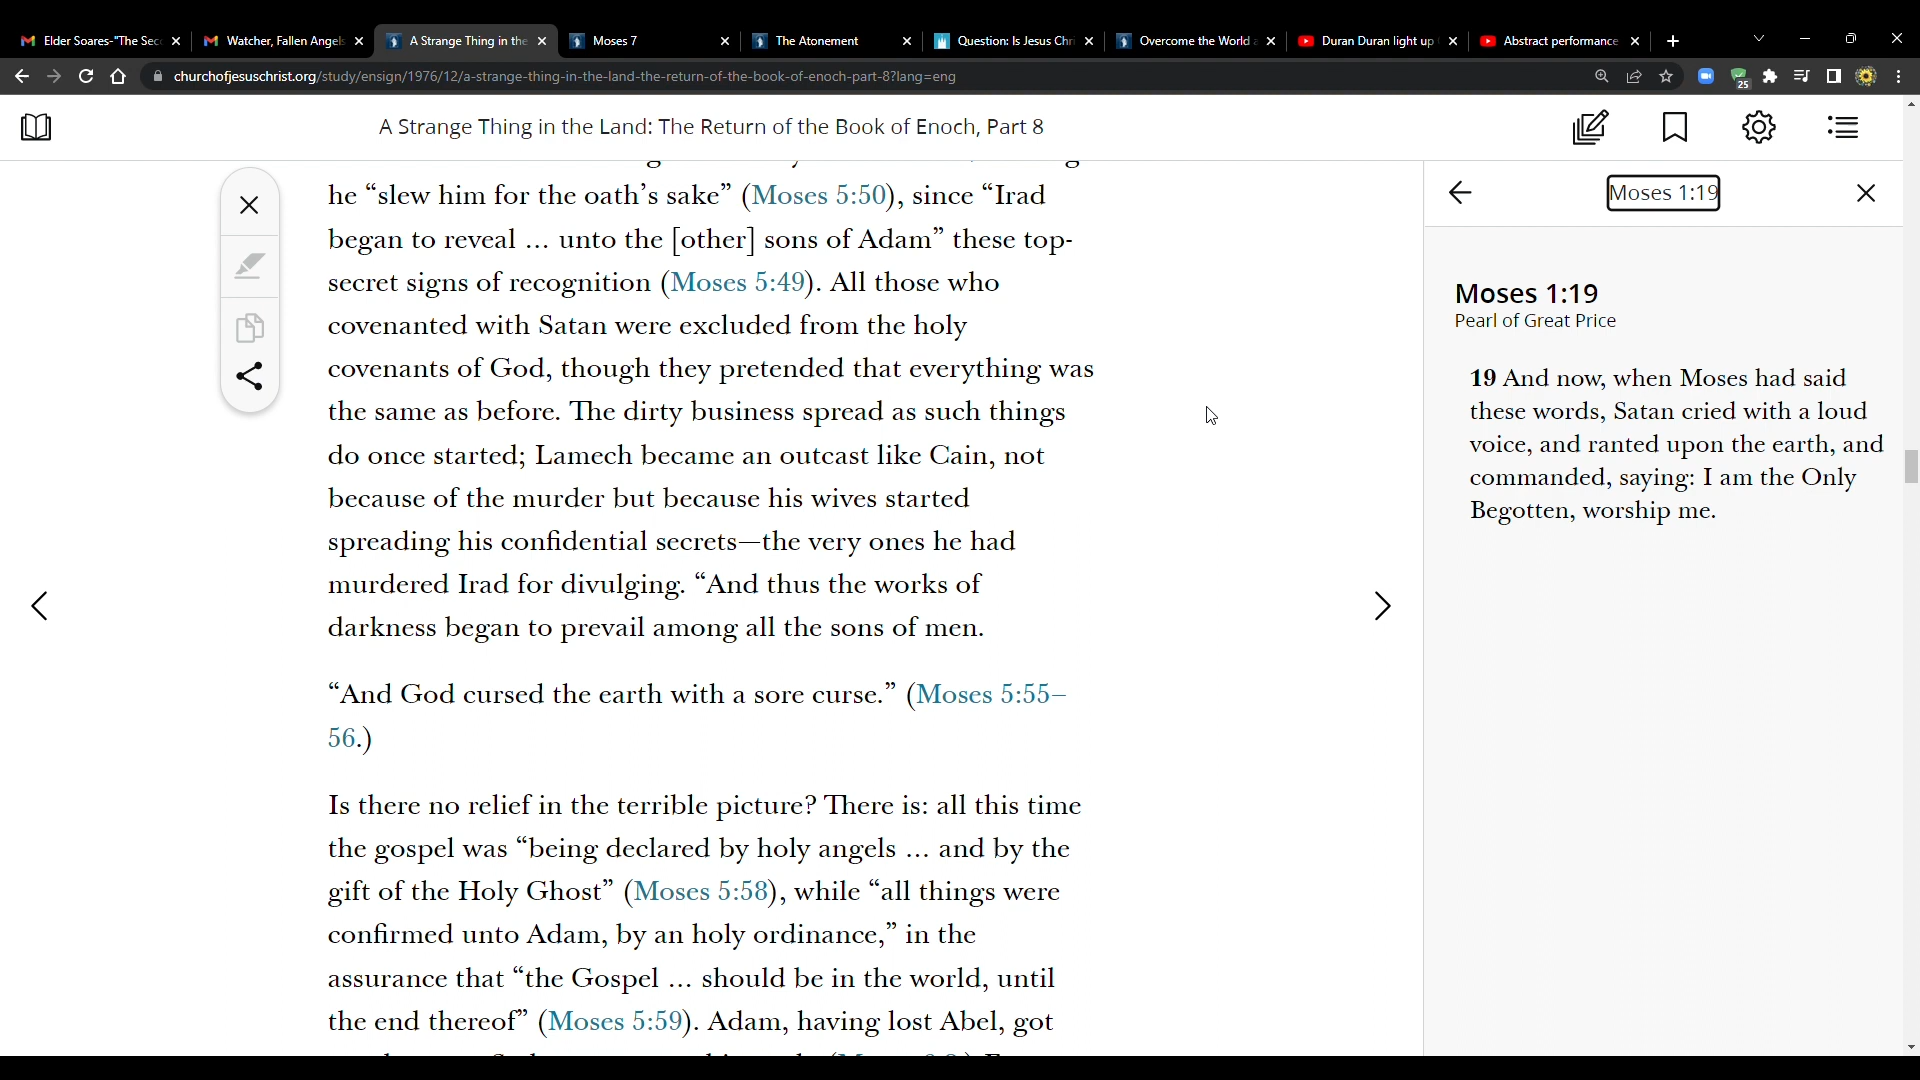 Elder Soares-"The Sec
Watcher, Fallen Angel
A Strange Thing in the
Moses 7
The Atonement
Question: Is Jesus Chri
Overcome the World
Duran Duran light up
Abstract performance
churchofjesuschrist.org/study/ensign/1976/12/a-strange-thing-in-the-land-the-return-of-the-book-of-enoch-part-8?lang=eng
25
A Strange Thing in the Land: The Return of the Book of Enoch, Part 8
he “slew him for the oath’s sake” (Moses 5:50), since “Irad
began to reveal … unto the [other] sons of Adam” these top-
secret signs of recognition (Moses 5:49). All those who
covenanted with Satan were excluded from the holy
covenants of God, though they pretended that everything was
the same as before. The dirty business spread as such things
do once started; Lamech became an outcast like Cain, not
because of the murder but because his wives started
spreading his confidential secrets—the very ones he had
murdered Irad for divulging. “And thus the works of
darkness began to prevail among all the sons of men.
“And God cursed the earth with a sore curse.” (Moses 5:55–
56.)
Is there no relief in the terrible picture? There is: all this time
the gospel was “being declared by holy angels … and by the
gift of the Holy Ghost” (Moses 5:58), while “all things were
confirmed unto Adam, by an holy ordinance,” in the
assurance that “the Gospel … should be in the world, until
the end thereof” (Moses 5:59). Adam, having lost Abel, got
Moses 1:19
Moses 1:19
Pearl of Great Price
19 And now, when Moses had said
these words, Satan cried with a loud
voice, and ranted upon the earth, and
commanded, saying: I am the Only
Begotten, worship me.